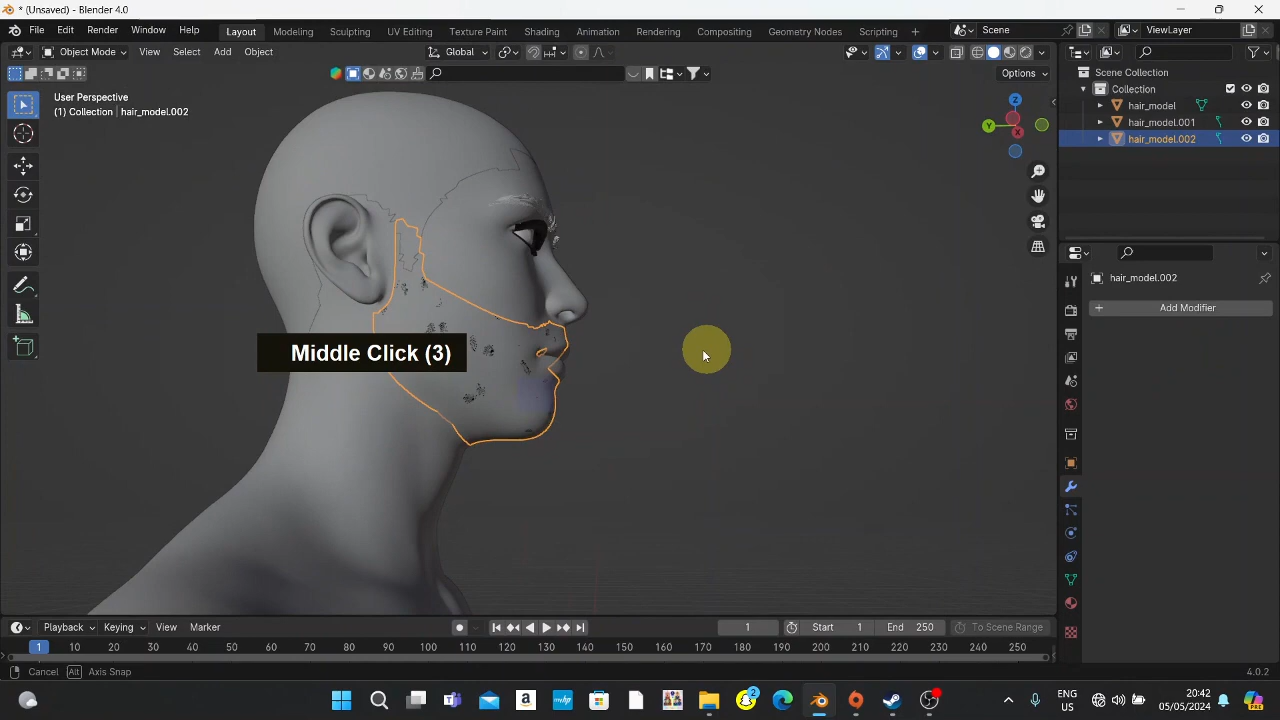 * (Unsaved) - Blender 4.0
File Edit Render Window Help Layout Modeling Sculpting UV Editing Texture Paint Shading Animation Rendering Compositing Geometry Nodes Scripting + Scene ViewLayer
Object Mode View Select Add Object Global
Options
User Perspective
(1) Collection | hair_model.002
Scene Collection
Collection
hair_model
hair_model.001
hair_model.002
Z
Y
X
hair_model.002
+ Add Modifier
Middle Click (3)
Playback Keying View Marker 1 Start 1 End 250 To Scene Range
1 10 20 30 40 50 60 70 80 90 100 110 120 130 140 150 160 170 180 190 200 210 220 230 240 250
Cancel Alt Axis Snap 4.0.2
ENG
GB
20:42
05/05/2024
2
PRE